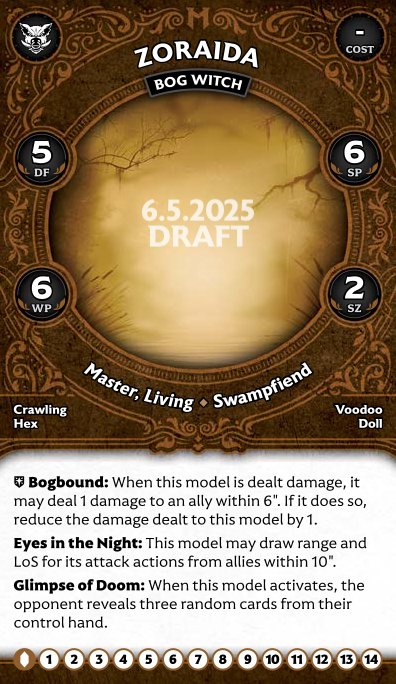 -
COST
ZORAIDA
BOG WITCH
5
DF
6
SP
6.5.2025
DRAFT
6
WP
2
SZ
Master, Living ◆ Swampfiend
Crawling
Hex
Voodoo
Doll
Bogbound: When this model is dealt damage, it
may deal 1 damage to an ally within 6". If it does so,
reduce the damage dealt to this model by 1.
Eyes in the Night: This model may draw range and
LoS for its attack actions from allies within 10".
Glimpse of Doom: When this model activates, the
opponent reveals three random cards from their
control hand.
1 2 3 4 5 6 7 8 9 10 11 12 13 14